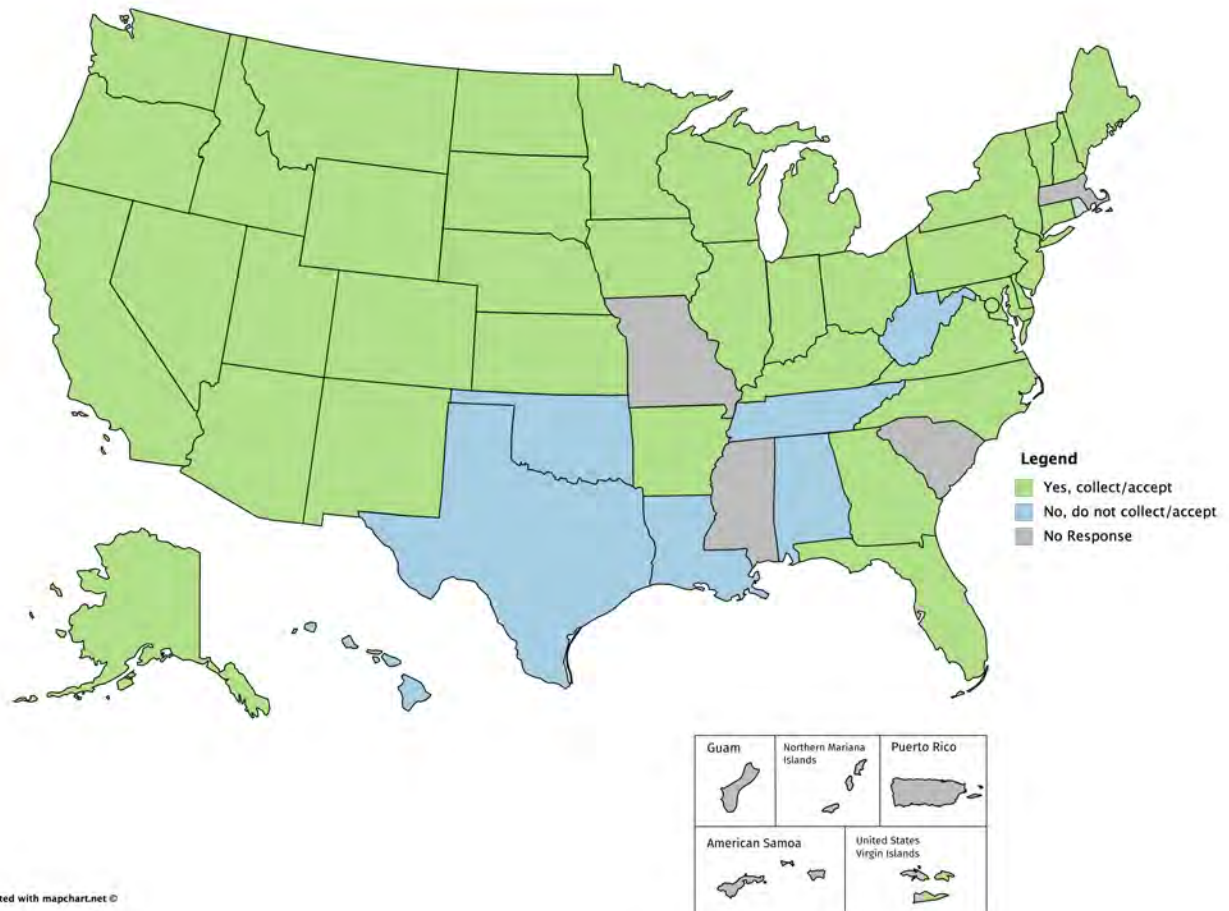 Legend
Yes, collect/accept
No, do not collect/accept
No Response
Guam
Northern Mariana
Islands
Puerto Rico
American Samoa
United States
Virgin Islands
ted with mapchart.net ©